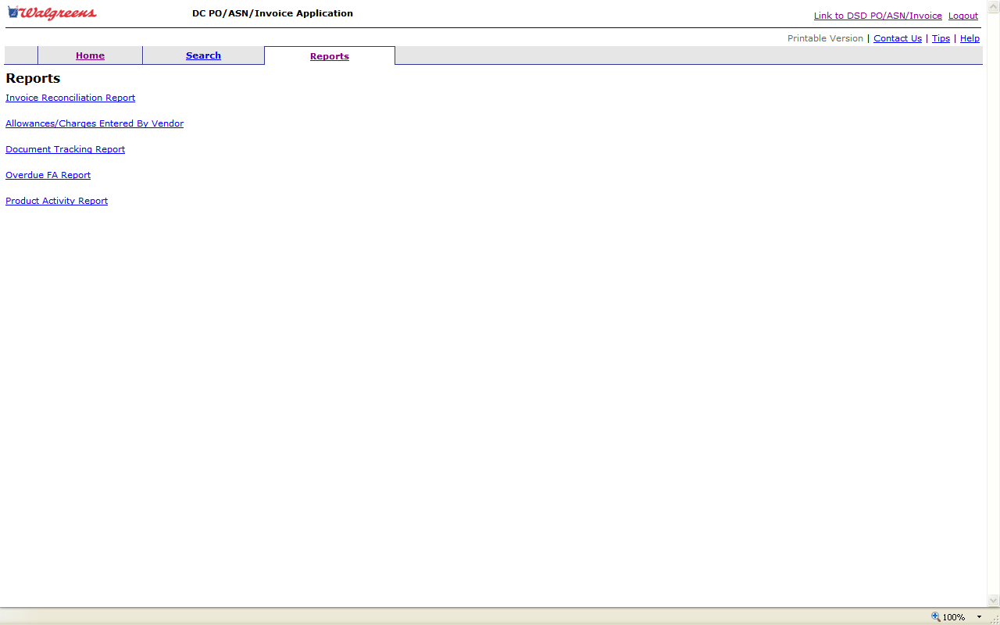 Walgreens DC PO/ASN/Invoice Application Link to DSD PO/ASN/Invoice Logout
Printable Version | Contact Us | Tips | Help
Home Search Reports
Reports
Invoice Reconciliation Report
Allowances/Charges Entered By Vendor
Document Tracking Report
Overdue FA Report
Product Activity Report
100%